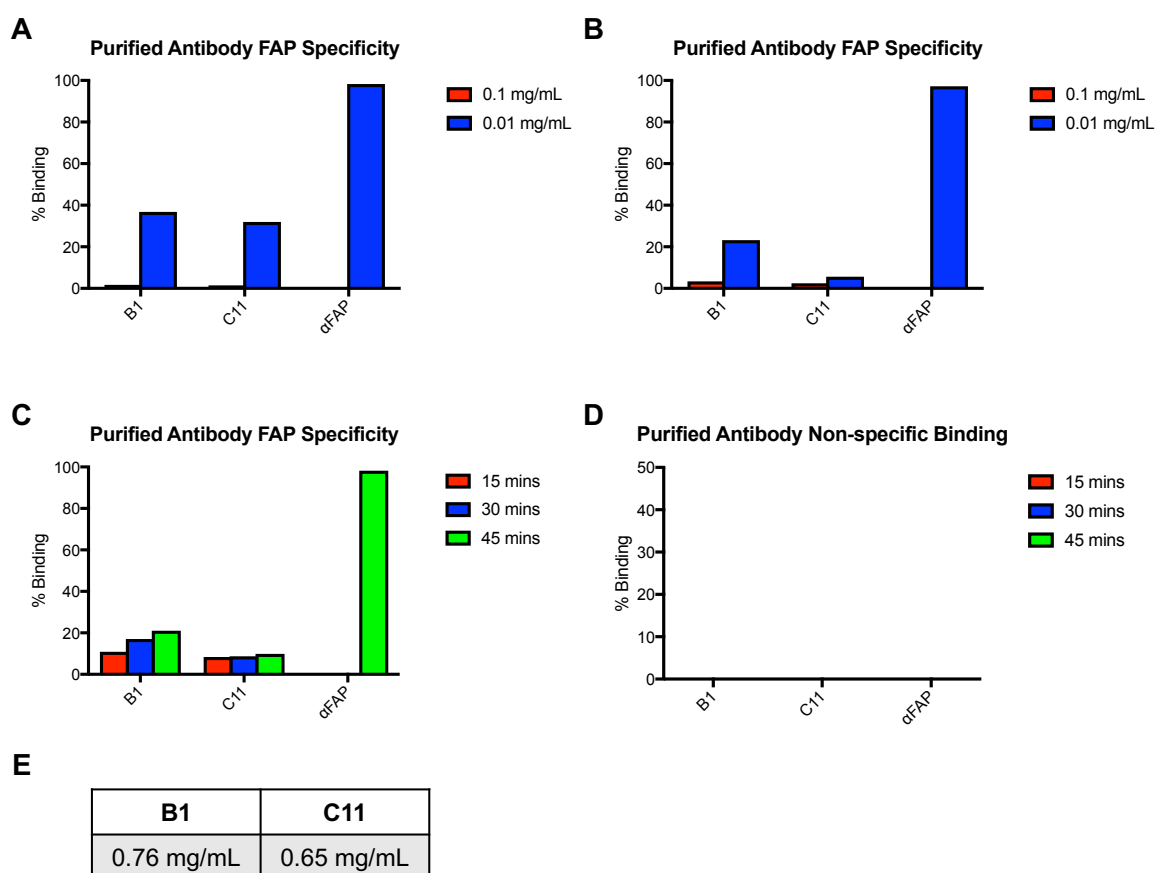 A
Purified Antibody FAP Specificity
% Binding
100
80
60
40
20
0
B1
C11
αFAP
0.1 mg/mL
0.01 mg/mL
B
Purified Antibody FAP Specificity
% Binding
100
80
60
40
20
0
B1
C11
αFAP
0.1 mg/mL
0.01 mg/mL
C
Purified Antibody FAP Specificity
% Binding
100
80
60
40
20
0
B1
C11
αFAP
15 mins
30 mins
45 mins
D
Purified Antibody Non-specific Binding
% Binding
50
40
30
20
10
0
B1
C11
αFAP
15 mins
30 mins
45 mins
E
B1 C11
0.76 mg/mL 0.65 mg/mL